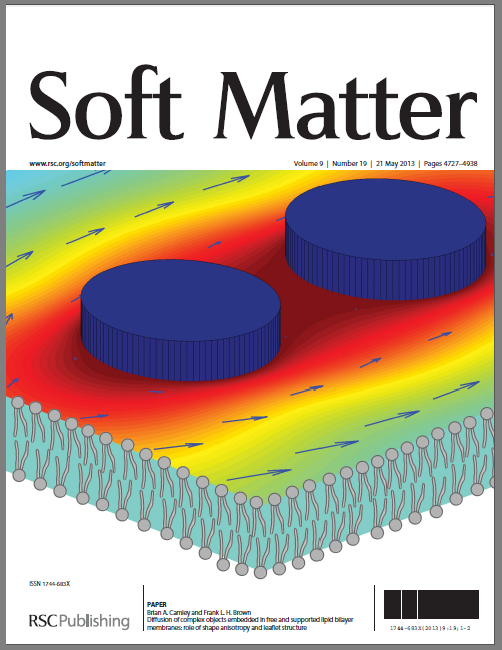 Soft Matter
www.rsc.org/softmatter
Volume 9 | Number 19 | 21 May 2013 | Pages 4727–4938
ISSN 1744-683X
RSCPublishing
PAPER
Brian A. Camley and Frank L. H. Brown
Diffusion of complex objects embedded in free and supported lipid bilayer
membranes: role of shape anisotropy and leaflet structure
1744-683X(2013)9:19;1-2